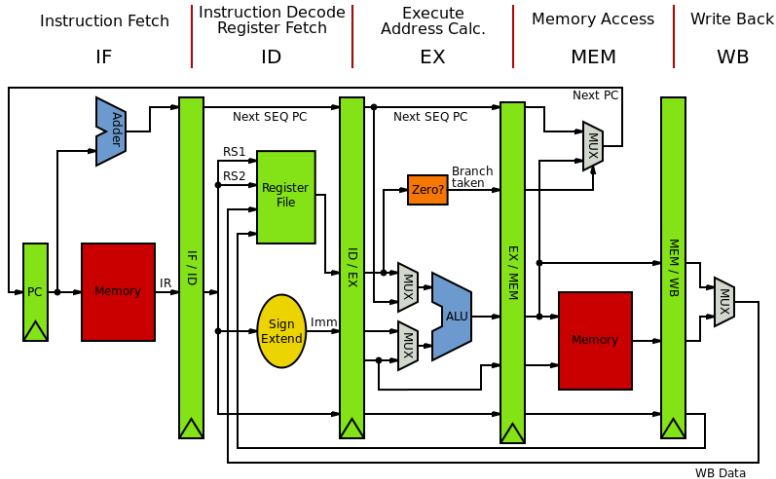 Instruction Fetch
Instruction Decode
Register Fetch
Execute
Address Calc.
Memory Access
Write Back
IF
ID
EX
MEM
WB
Next PC
Adder
Next SEQ PC
Next SEQ PC
MUX
RS1
RS2
Register
File
Branch
taken
Zero?
IF / ID
ID / EX
EX / MEM
MEM / WB
PC
Memory
IR
MUX
ALU
MUX
Sign
Extend
Imm
MUX
Memory
WB Data